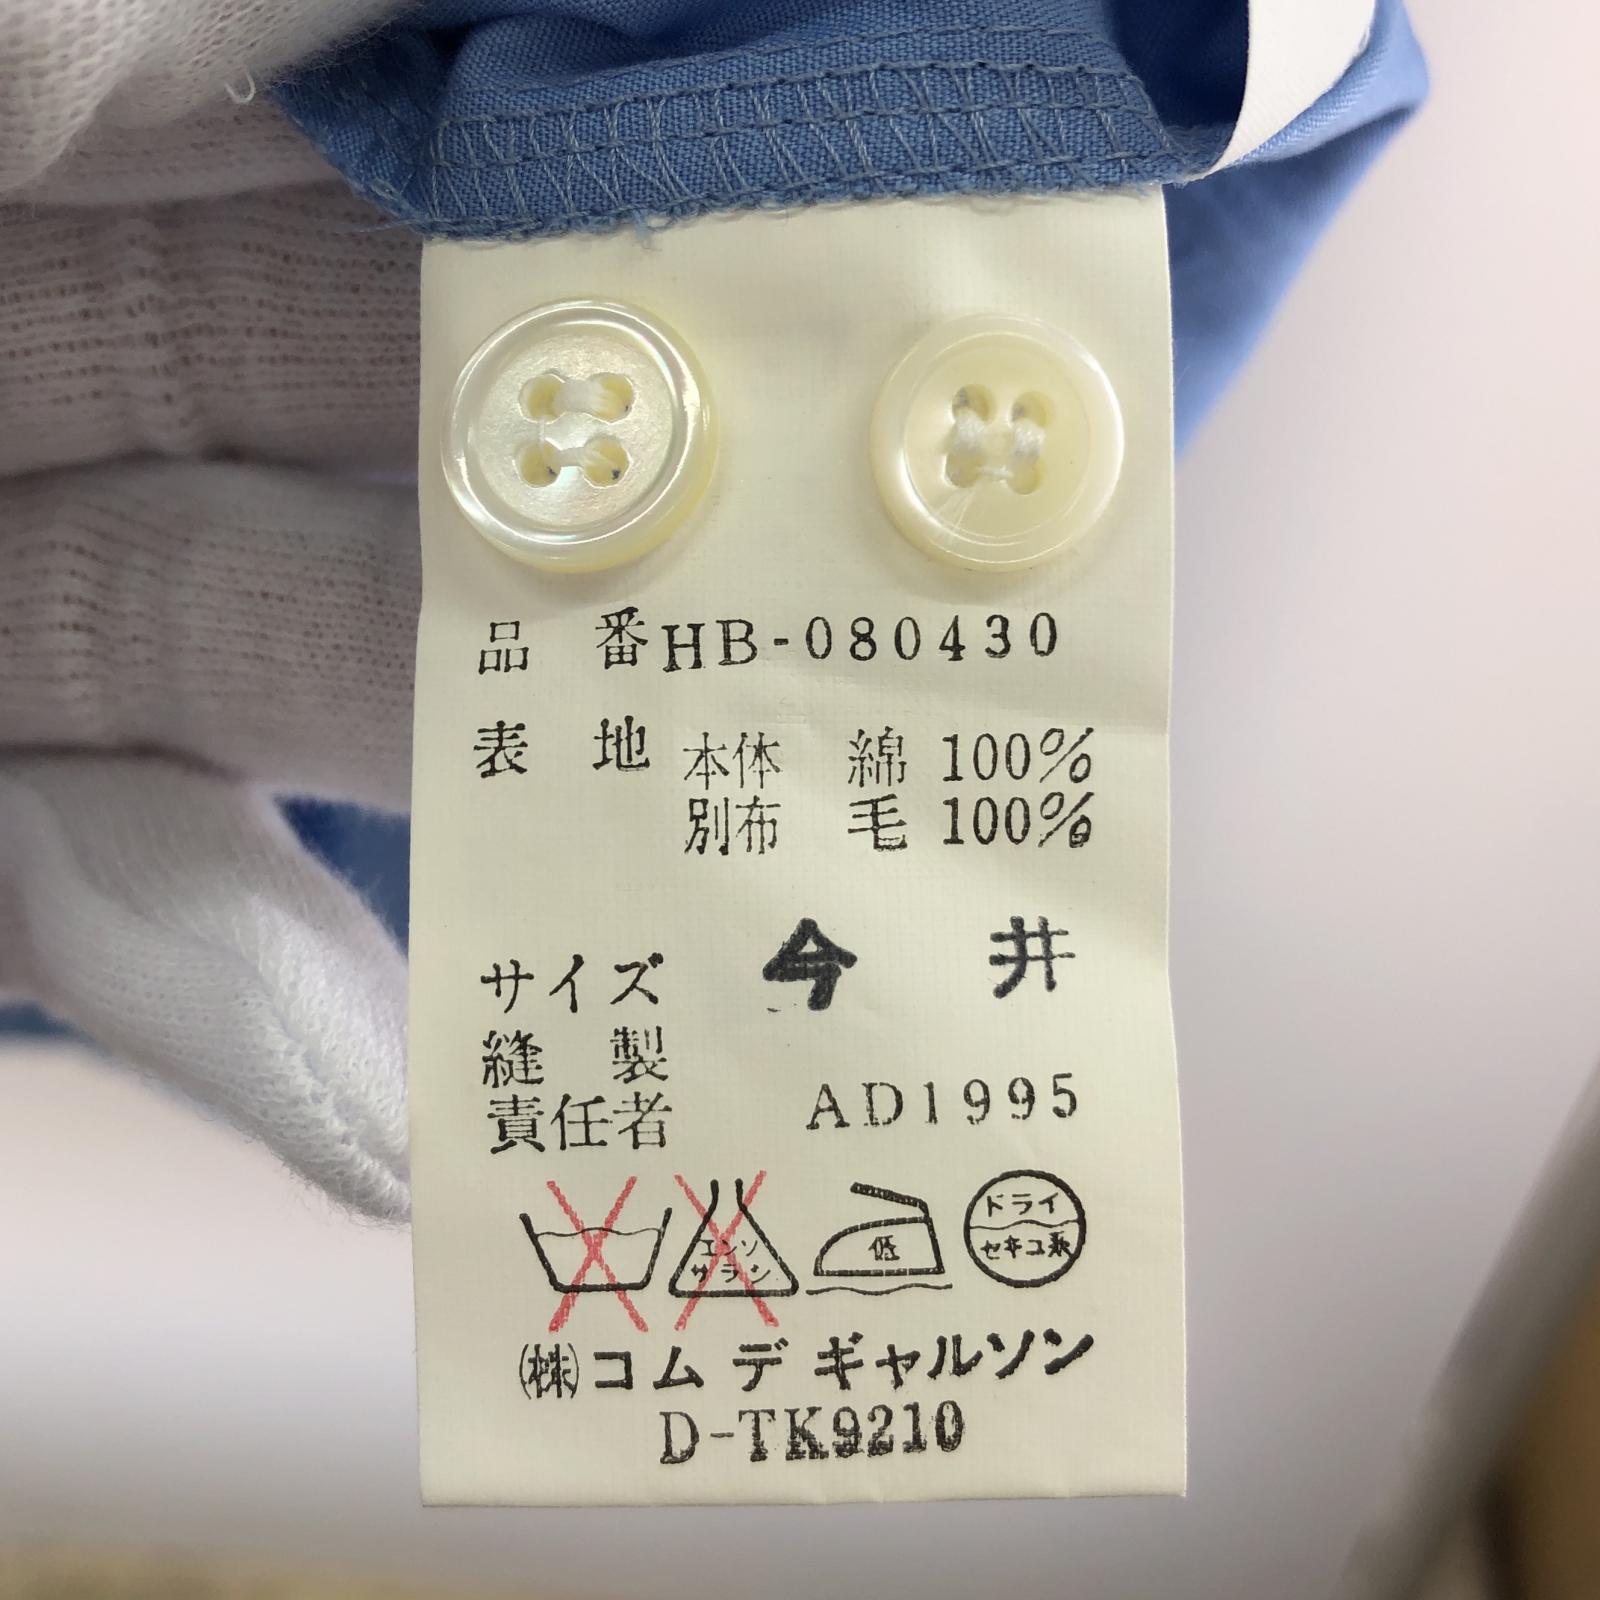 品 番 HB-080430
表 地 本体 綿 100%
別布 毛 100%
サイズ 今 井
縫 製
責任者 AD1995
エンソ
サラシ
低
ドライ
セキユ系
(株)コム デ ギャルソン
D-TK9210